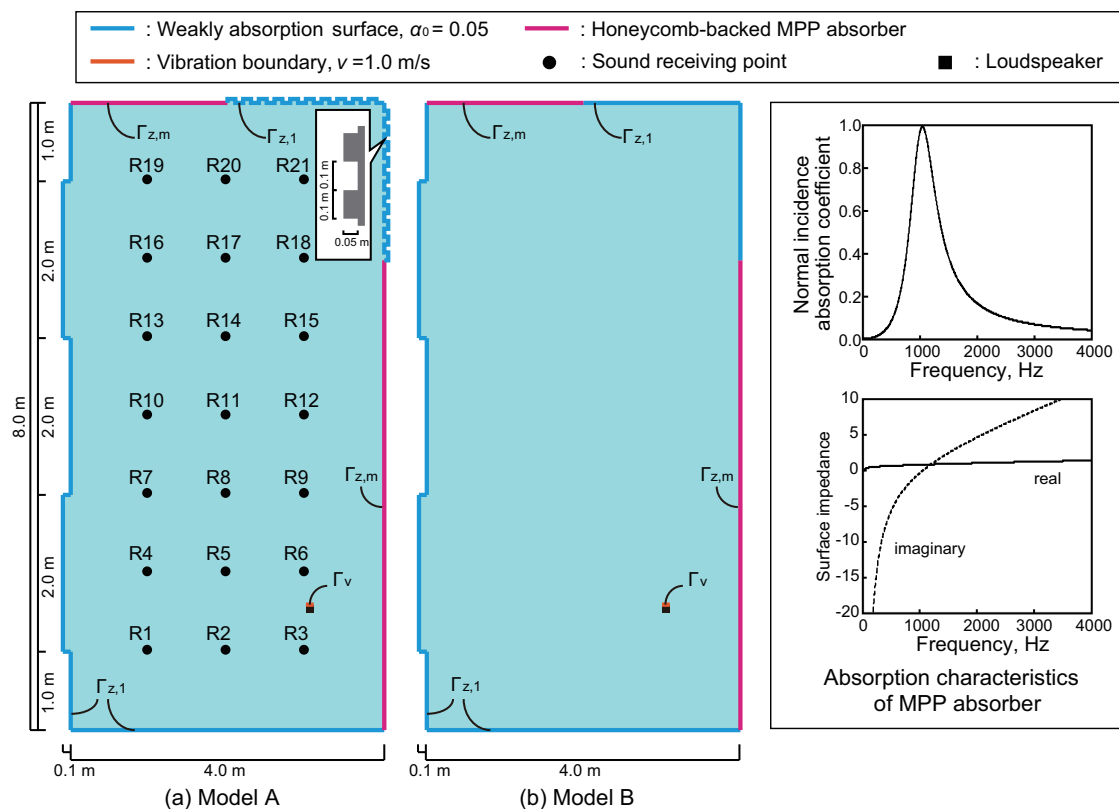 : Weakly absorption surface, α0 = 0.05
: Honeycomb-backed MPP absorber
: Vibration boundary, v =1.0 m/s
: Sound receiving point
: Loudspeaker
Γz,m
Γz,1
R19
R20
R21
0.1 m
0.1 m
0.05 m
R16
R17
R18
R13
R14
R15
R10
R11
R12
R7
R8
R9
Γz,m
R4
R5
R6
Γv
R1
R2
R3
Γz,1
1.0 m
2.0 m
2.0 m
2.0 m
1.0 m
8.0 m
0.1 m
4.0 m
(a) Model A
Γz,m
Γz,1
Γz,m
Γv
Γz,1
0.1 m
4.0 m
(b) Model B
Normal incidence
absorption coefficient
1.0
0.8
0.6
0.4
0.2
0.0
0
1000
2000
3000
4000
Frequency, Hz
Surface impedance
10
5
0
-5
-10
-15
-20
real
imaginary
0
1000
2000
3000
4000
Frequency, Hz
Absorption characteristics
of MPP absorber